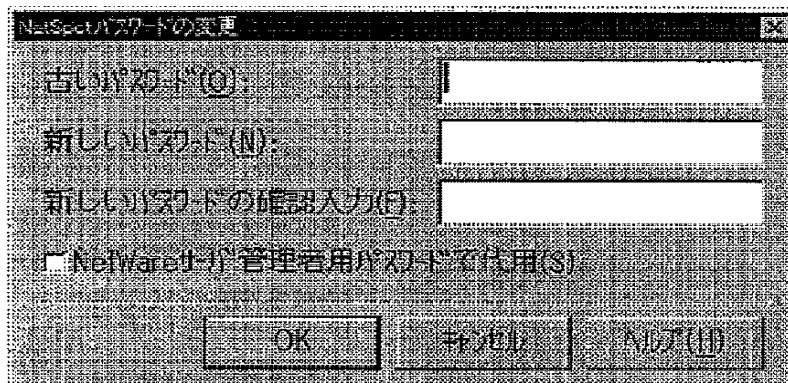 NetSpotﾊﾟｽﾜｰﾄﾞの変更
古いﾊﾟｽﾜｰﾄﾞ(O):
新しいﾊﾟｽﾜｰﾄﾞ(N):
新しいﾊﾟｽﾜｰﾄﾞの確認入力(F):
NetWareｻｰﾊﾞ管理者用ﾊﾟｽﾜｰﾄﾞで代用(S)
OK ｷｬﾝｾﾙ ﾍﾙﾌﾟ(H)